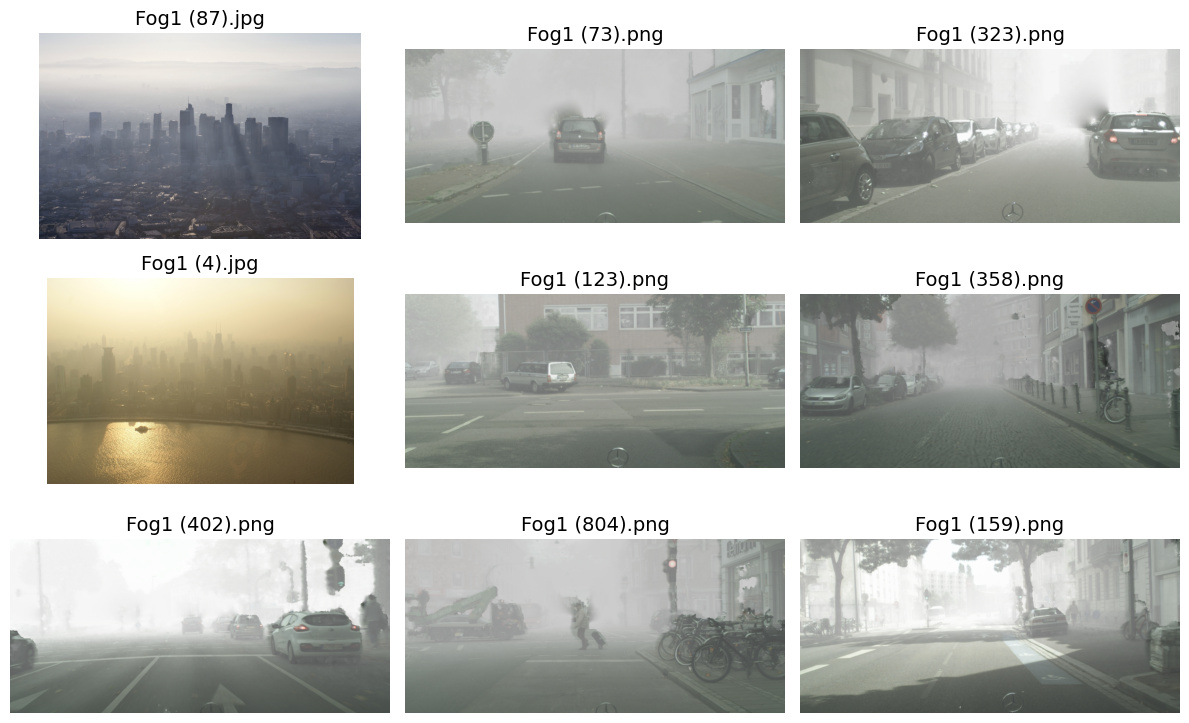 Fog1 (87).jpg
Fog1 (73).png
Fog1 (323).png
Fog1 (4).jpg
Fog1 (123).png
Fog1 (358).png
Fog1 (402).png
Fog1 (804).png
Fog1 (159).png